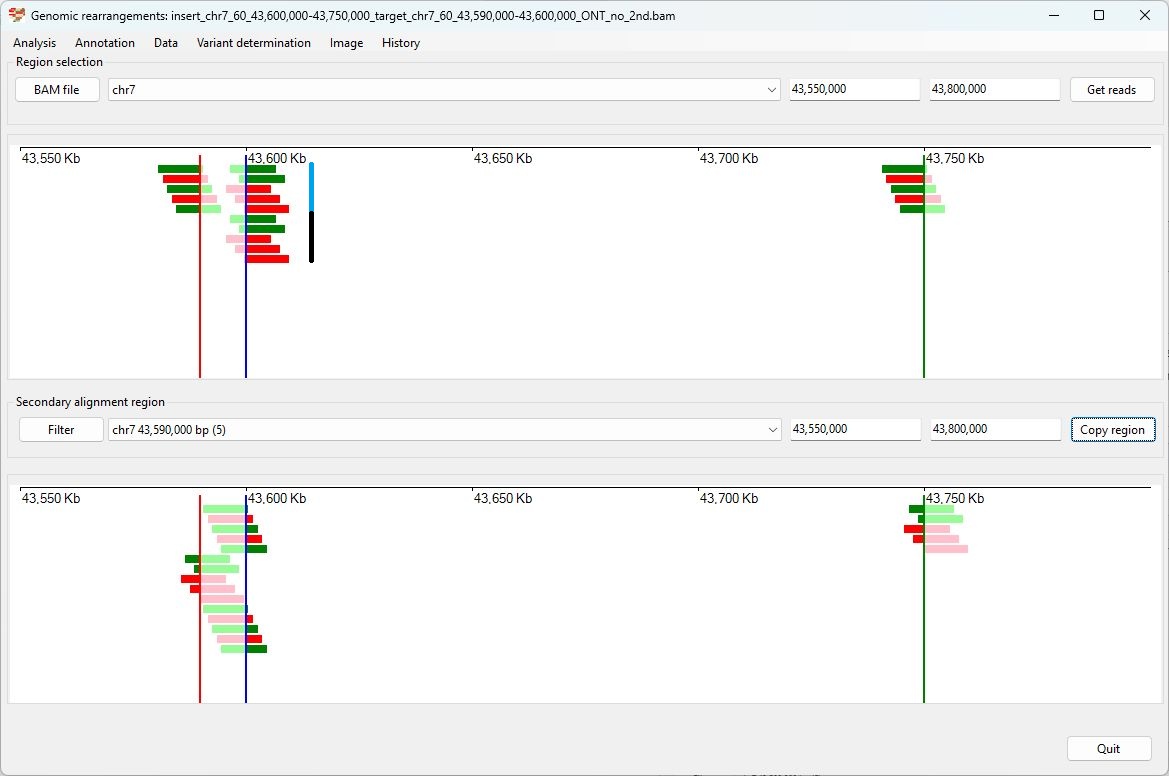 Genomic rearrangements: insert_chr7_60_43,600,000-43,750,000_target_chr7_60_43,590,000-43,600,000_ONT_no_2nd.bam
Analysis Annotation Data Variant determination Image History
Region selection
BAM file chr7 43,550,000 43,800,000 Get reads
43,550 Kb 43,600 Kb 43,650 Kb 43,700 Kb 43,750 Kb
Secondary alignment region
Filter chr7 43,590,000 bp (5) 43,550,000 43,800,000 Copy region
43,550 Kb 43,600 Kb 43,650 Kb 43,700 Kb 43,750 Kb
Quit